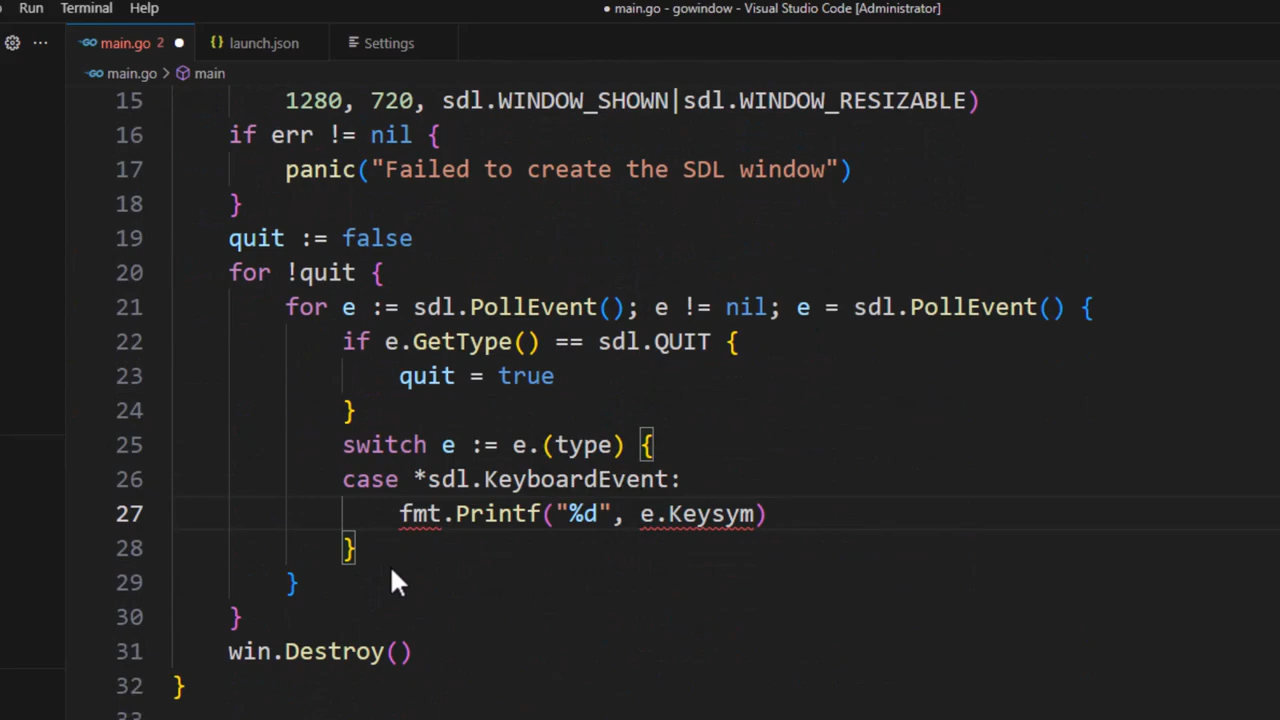 Run Terminal Help ● main.go - gowindow - Visual Studio Code [Administrator]
main.go 2 ● {} launch.json Settings
main.go > main
15 1280, 720, sdl.WINDOW_SHOWN|sdl.WINDOW_RESIZABLE)
16 if err != nil {
17 panic("Failed to create the SDL window")
18 }
19 quit := false
20 for !quit {
21 for e := sdl.PollEvent(); e != nil; e = sdl.PollEvent() {
22 if e.GetType() == sdl.QUIT {
23 quit = true
24 }
25 switch e := e.(type) {
26 case *sdl.KeyboardEvent:
27 fmt.Printf("%d", e.Keysym)
28 }
29 }
30 }
31 win.Destroy()
32 }